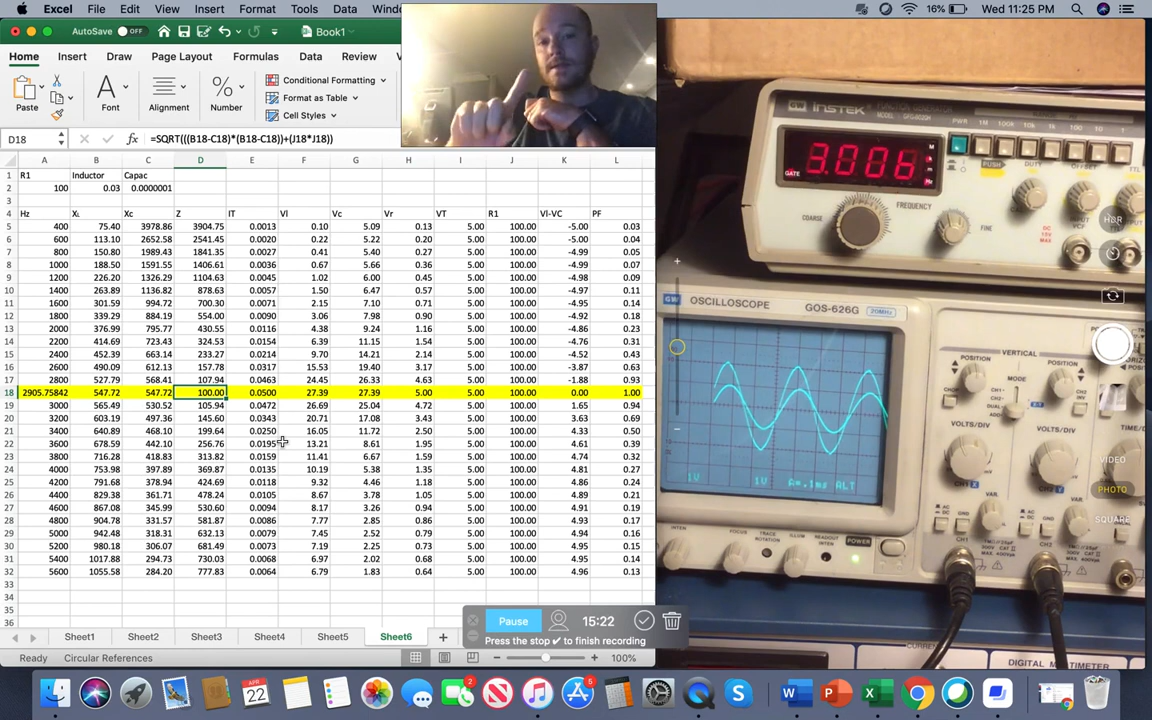 Excel File Edit View Insert Format Tools Data Windo 16% Wed 11:25 PM
AutoSave OFF Book1
Home Insert Draw Page Layout Formulas Data Review
Paste Font Alignment Number
Conditional Formatting
Format as Table
Cell Styles
D18 fx =SQRT(((B18-C18)*(B18-C18))+(J18*J18))
A B C D E F G H I J K L
1 R1 Inductor Capac
2 100 0.03 0.0000001
3
4 Hz XL Xc Z IT Vl Vc Vr VT R1 Vl-VC PF
5 400 75.40 3978.86 3904.75 0.0013 0.10 5.09 0.13 5.00 100.00 -5.00 0.03
6 600 113.10 2652.58 2541.45 0.0020 0.22 5.22 0.20 5.00 100.00 -5.00 0.04
7 800 150.80 1989.43 1841.35 0.0027 0.41 5.40 0.27 5.00 100.00 -4.99 0.05
8 1000 188.50 1591.55 1406.61 0.0036 0.67 5.66 0.36 5.00 100.00 -4.99 0.07
9 1200 226.19 1326.29 1104.63 0.0045 1.02 6.00 0.45 5.00 100.00 -4.98 0.09
10 1400 263.89 1136.82 878.63 0.0057 1.50 6.47 0.57 5.00 100.00 -4.97 0.11
11 1600 301.59 994.72 700.30 0.0071 2.15 7.10 0.71 5.00 100.00 -4.95 0.14
12 1800 339.29 884.19 554.00 0.0090 3.06 7.98 0.90 5.00 100.00 -4.92 0.18
13 2000 376.99 795.77 430.55 0.0116 4.38 9.24 1.16 5.00 100.00 -4.86 0.23
14 2200 414.69 723.43 324.53 0.0154 6.39 11.15 1.54 5.00 100.00 -4.76 0.31
15 2400 452.39 663.14 233.27 0.0214 9.70 14.21 2.14 5.00 100.00 -4.52 0.43
16 2600 490.09 612.13 157.78 0.0317 15.53 19.40 3.17 5.00 100.00 -3.87 0.63
17 2800 527.79 568.41 107.94 0.0463 24.45 26.33 4.63 5.00 100.00 -1.88 0.93
18 2905.75842 547.72 547.72 100.00 0.0500 27.39 27.39 5.00 5.00 100.00 0.00 1.00
19 3000 565.49 530.52 105.94 0.0472 26.69 25.04 4.72 5.00 100.00 1.65 0.94
20 3200 603.19 497.36 145.60 0.0343 20.71 17.08 3.43 5.00 100.00 3.63 0.69
21 3400 640.89 468.10 199.64 0.0250 16.05 11.72 2.50 5.00 100.00 4.33 0.50
22 3600 678.59 442.10 256.76 0.0195 13.21 8.61 1.95 5.00 100.00 4.61 0.39
23 3800 716.28 418.83 313.82 0.0159 11.41 6.67 1.59 5.00 100.00 4.74 0.32
24 4000 753.98 397.89 369.87 0.0135 10.19 5.38 1.35 5.00 100.00 4.81 0.27
25 4200 791.68 378.94 424.69 0.0118 9.32 4.46 1.18 5.00 100.00 4.86 0.24
26 4400 829.38 361.71 478.24 0.0105 8.67 3.78 1.05 5.00 100.00 4.89 0.21
27 4600 867.08 345.99 530.60 0.0094 8.17 3.26 0.94 5.00 100.00 4.91 0.19
28 4800 904.78 331.57 581.87 0.0086 7.77 2.85 0.86 5.00 100.00 4.93 0.17
29 5000 942.48 318.31 632.13 0.0079 7.45 2.52 0.79 5.00 100.00 4.94 0.16
30 5200 980.18 306.07 681.49 0.0073 7.19 2.25 0.73 5.00 100.00 4.95 0.15
31 5400 1017.88 294.73 730.03 0.0068 6.97 2.02 0.68 5.00 100.00 4.95 0.14
32 5600 1055.58 284.20 777.83 0.0064 6.79 1.83 0.64 5.00 100.00 4.96 0.13
33
34
35
36
Sheet1 Sheet2 Sheet3 Sheet4 Sheet5 Sheet6 +
Ready Circular References 100%
Pause 15:22
Press the stop ✔ to finish recording
APR
22
2
5
GW INSTEK FUNCTION GENERATOR
3.006
GATE
COARSE FREQUENCY FINE
HDR
GW OSCILLOSCOPE GOS-626G 20MHz
1V 1V A .1ms ALT
VERTICAL
POSITION MODE POSITION
CH1 CH2
VOLTS/DIV
VAR.
INTEN FOCUS TRACE ROTATION ILLUM READOUT INTEN POWER
VIDEO
PHOTO
SQUARE
DIGITAL MULTIMETER